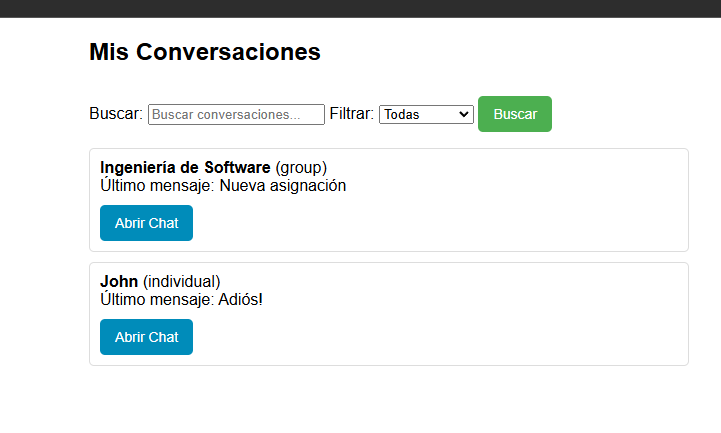 Mis Conversaciones
Buscar: Buscar conversaciones... Filtrar: Todas Buscar
Ingeniería de Software (group)
Último mensaje: Nueva asignación
Abrir Chat
John (individual)
Último mensaje: Adiós!
Abrir Chat